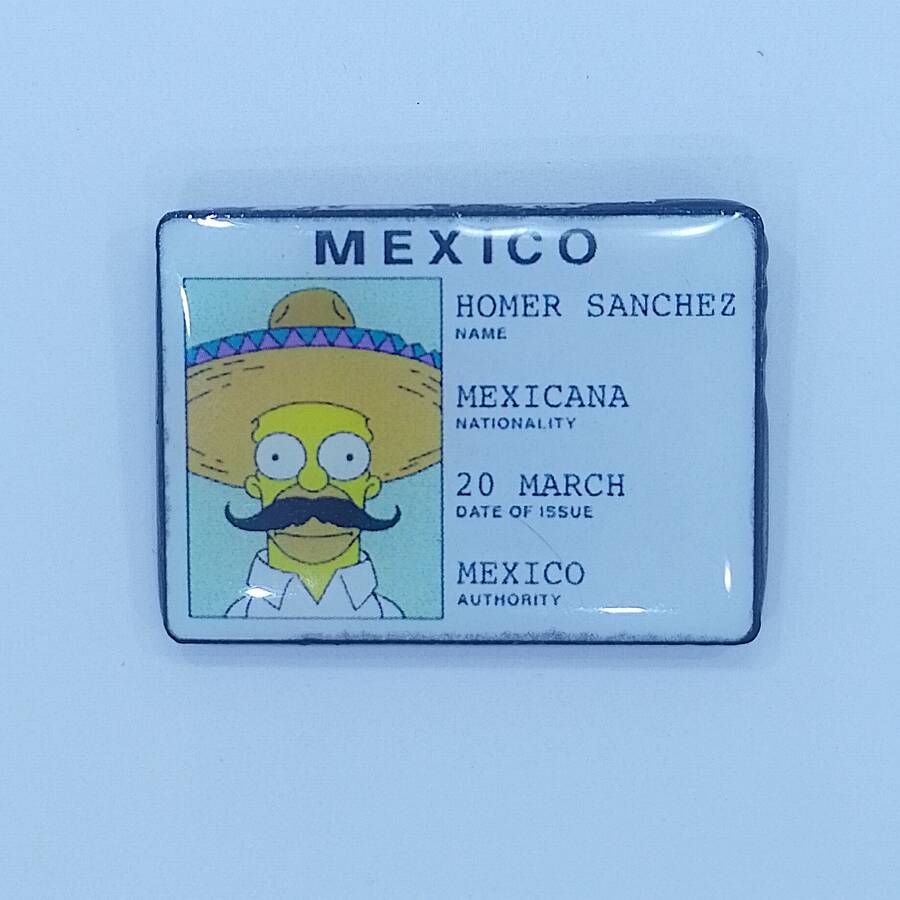 MEXICO
HOMER SANCHEZ
NAME
MEXICANA
NATIONALITY
20 MARCH
DATE OF ISSUE
MEXICO
AUTHORITY